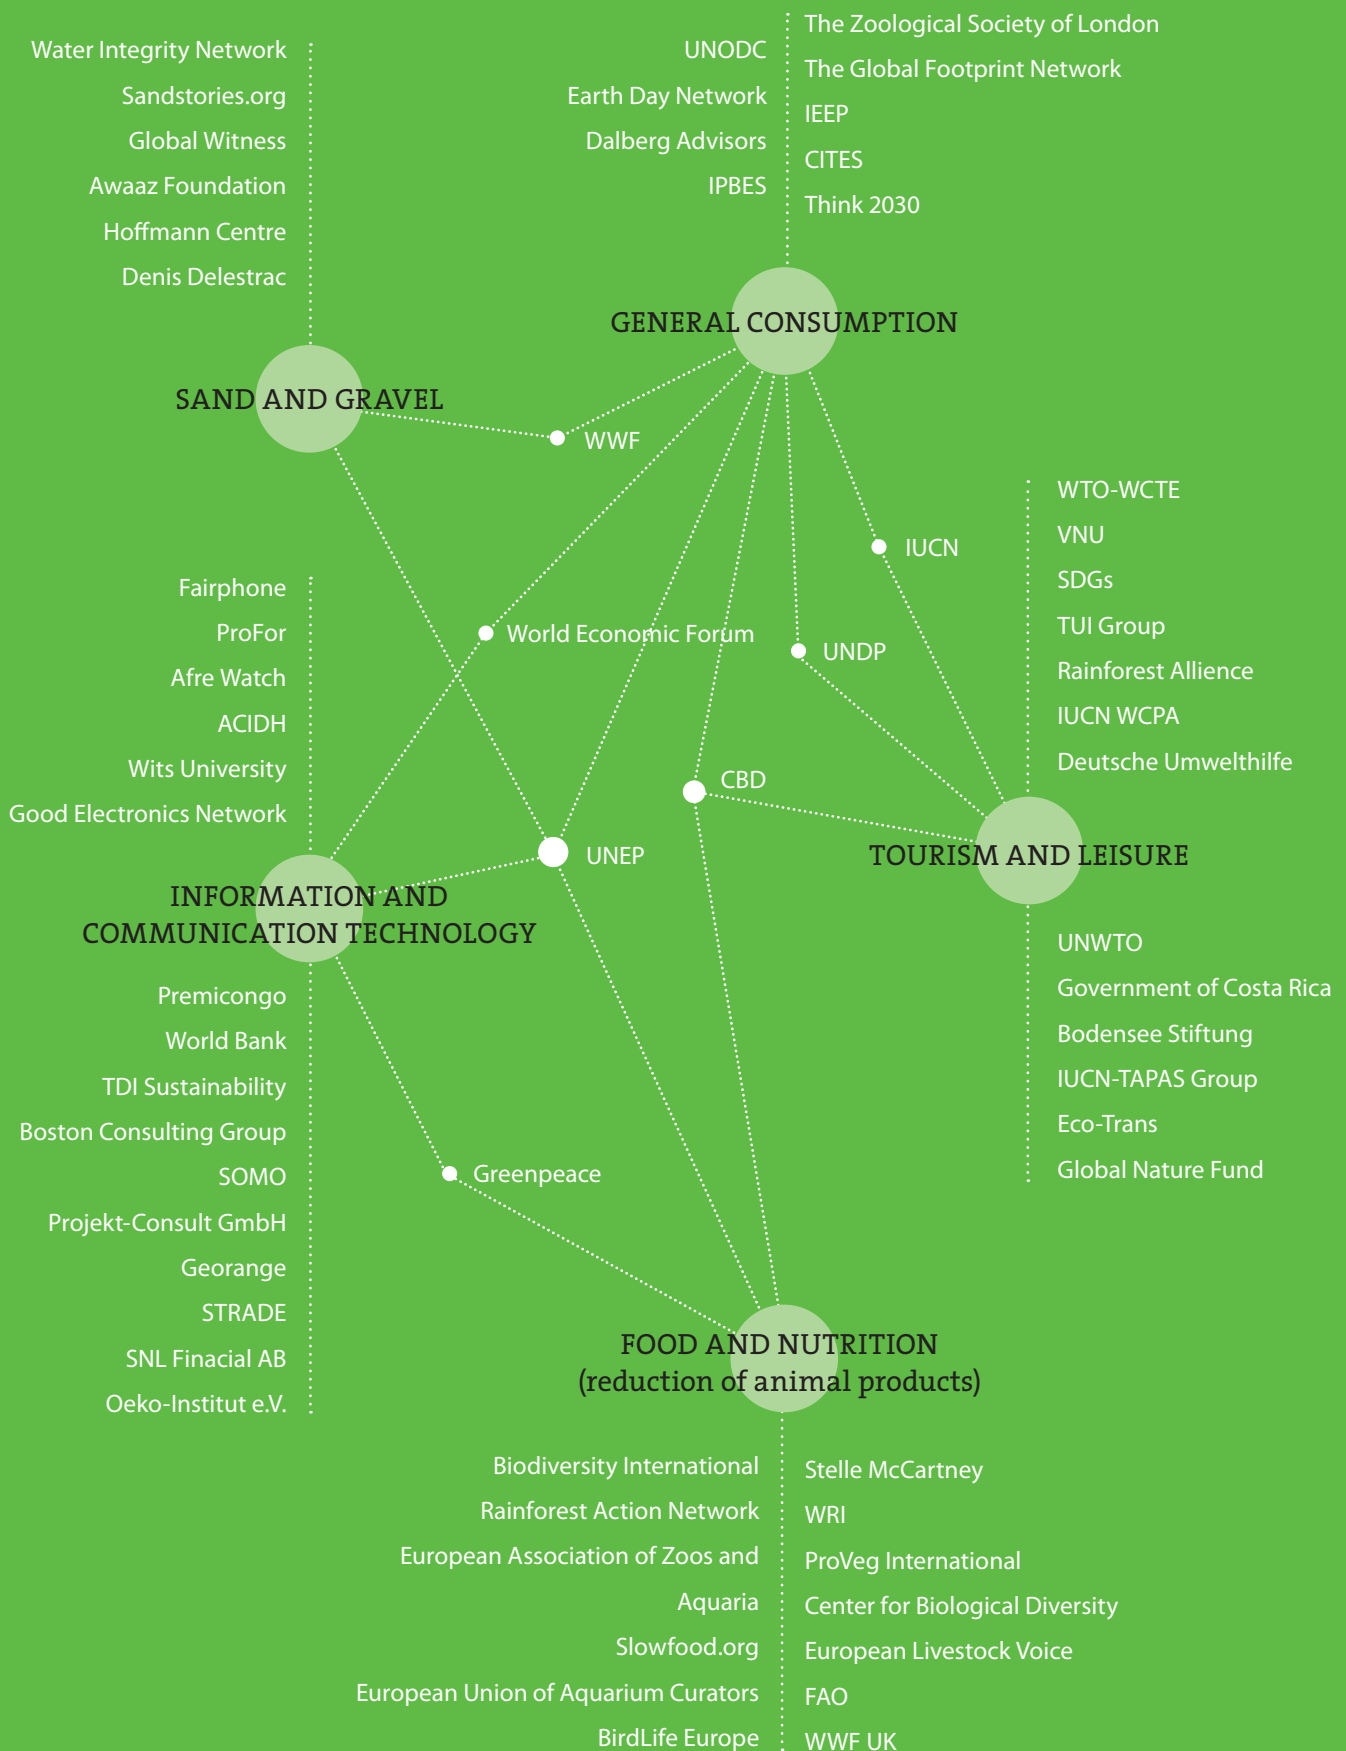 Water Integrity Network
Sandstories.org
Global Witness
Awaaz Foundation
Hoffmann Centre
Denis Delestrac
UNODC
Earth Day Network
Dalberg Advisors
IPBES
The Zoological Society of London
The Global Footprint Network
IEEP
CITES
Think 2030
GENERAL CONSUMPTION
SAND AND GRAVEL
WWF
IUCN
World Economic Forum
UNDP
CBD
UNEP
Fairphone
ProFor
Afre Watch
ACIDH
Wits University
Good Electronics Network
INFORMATION AND
COMMUNICATION TECHNOLOGY
Premicongo
World Bank
TDI Sustainability
Boston Consulting Group
SOMO
Projekt-Consult GmbH
Georange
STRADE
SNL Finacial AB
Oeko-Institut e.V.
WTO-WCTE
VNU
SDGs
TUI Group
Rainforest Allience
IUCN WCPA
Deutsche Umwelthilfe
TOURISM AND LEISURE
UNWTO
Government of Costa Rica
Bodensee Stiftung
IUCN-TAPAS Group
Eco-Trans
Global Nature Fund
Greenpeace
FOOD AND NUTRITION
(reduction of animal products)
Biodiversity International
Rainforest Action Network
European Association of Zoos and
Aquaria
Slowfood.org
European Union of Aquarium Curators
BirdLife Europe
Stelle McCartney
WRI
ProVeg International
Center for Biological Diversity
European Livestock Voice
FAO
WWF UK